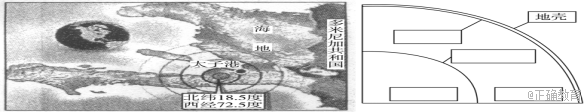 海地
多米尼加共和国
太子港
北纬18.5度
西经72.5度
地壳
@正确教育